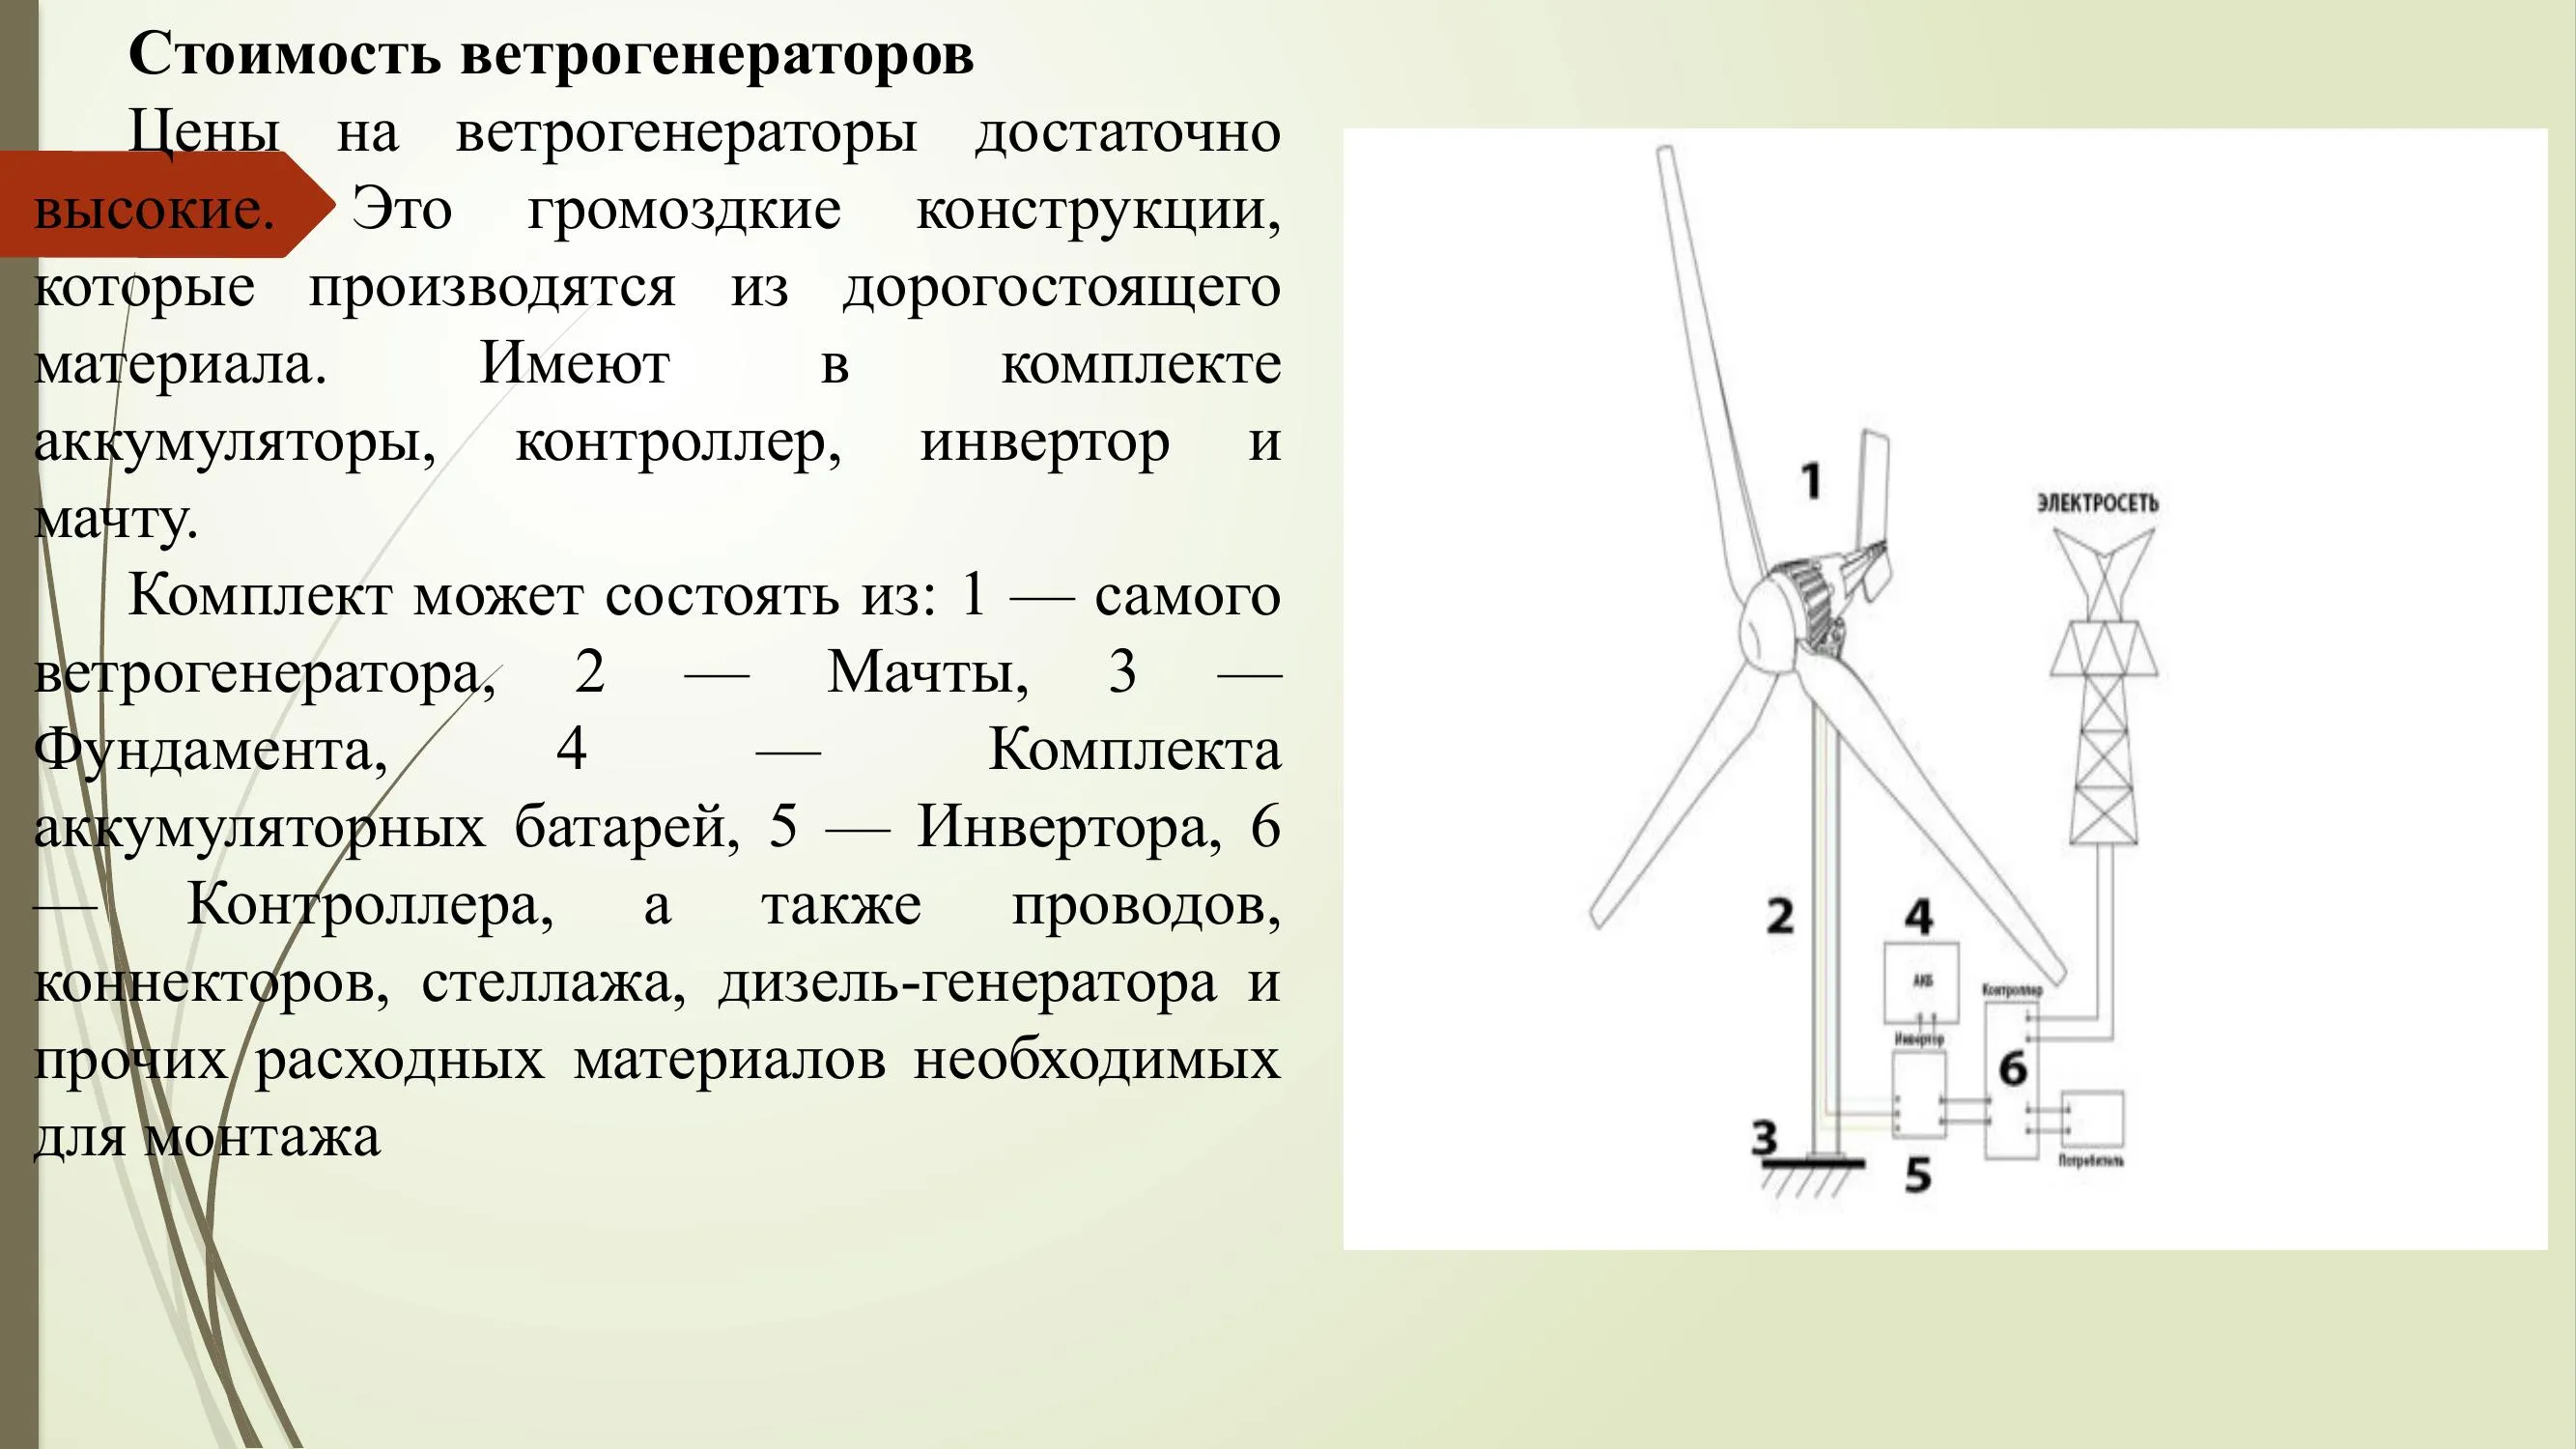 Стоимость ветрогенераторов
Цены на ветрогенераторы достаточно
высокие. Это громоздкие конструкции,
которые производятся из дорогостоящего
материала. Имеют в комплекте
аккумуляторы, контроллер, инвертор и
мачту.
Комплект может состоять из: 1 — самого
ветрогенератора, 2 — Мачты, 3 —
Фундамента, 4 — Комплекта
аккумуляторных батарей, 5 — Инвертора, 6
— Контроллера, а также проводов,
коннекторов, стеллажа, дизель-генератора и
прочих расходных материалов необходимых
для монтажа
1
ЭЛЕКТРОСЕТЬ
2
4
АКБ
Контроллер
Инвертор
6
3
5
Потребитель